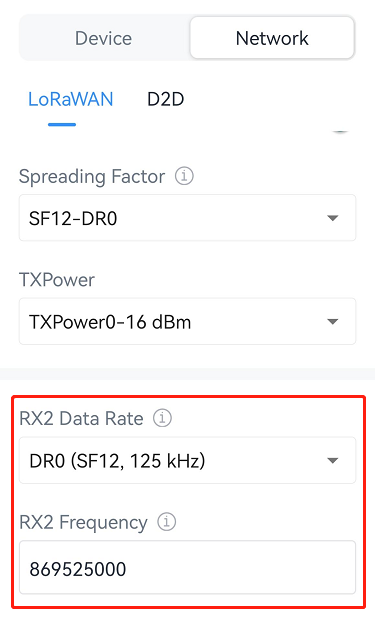 Device Network
LoRaWAN D2D
Spreading Factor
SF12-DR0
TXPower
TXPower0-16 dBm
RX2 Data Rate
DR0 (SF12, 125 kHz)
RX2 Frequency
869525000